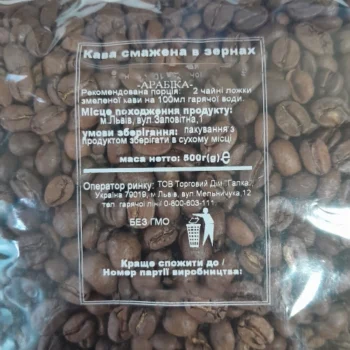 Кава смажена в зернах
-АРАБІКА-
Рекомендована порція: 2 чайні ложки
змеленої кави на 100мл гарячої води.
Місце походження продукту:
м.Львів, вул.Заповітна,1
умови зберігання: пакування з
продуктом зберігати в сухому місці
маса нетто: 500г(g)℮
Оператор ринку: ТОВ Торговий Дім "Галка"
Україна 79019, м.Львів, вул Мельничука,12
тел. гарячої лінії 0-800-603-111
БЕЗ ГМО
Краще спожити до /
Номер партії виробництва: